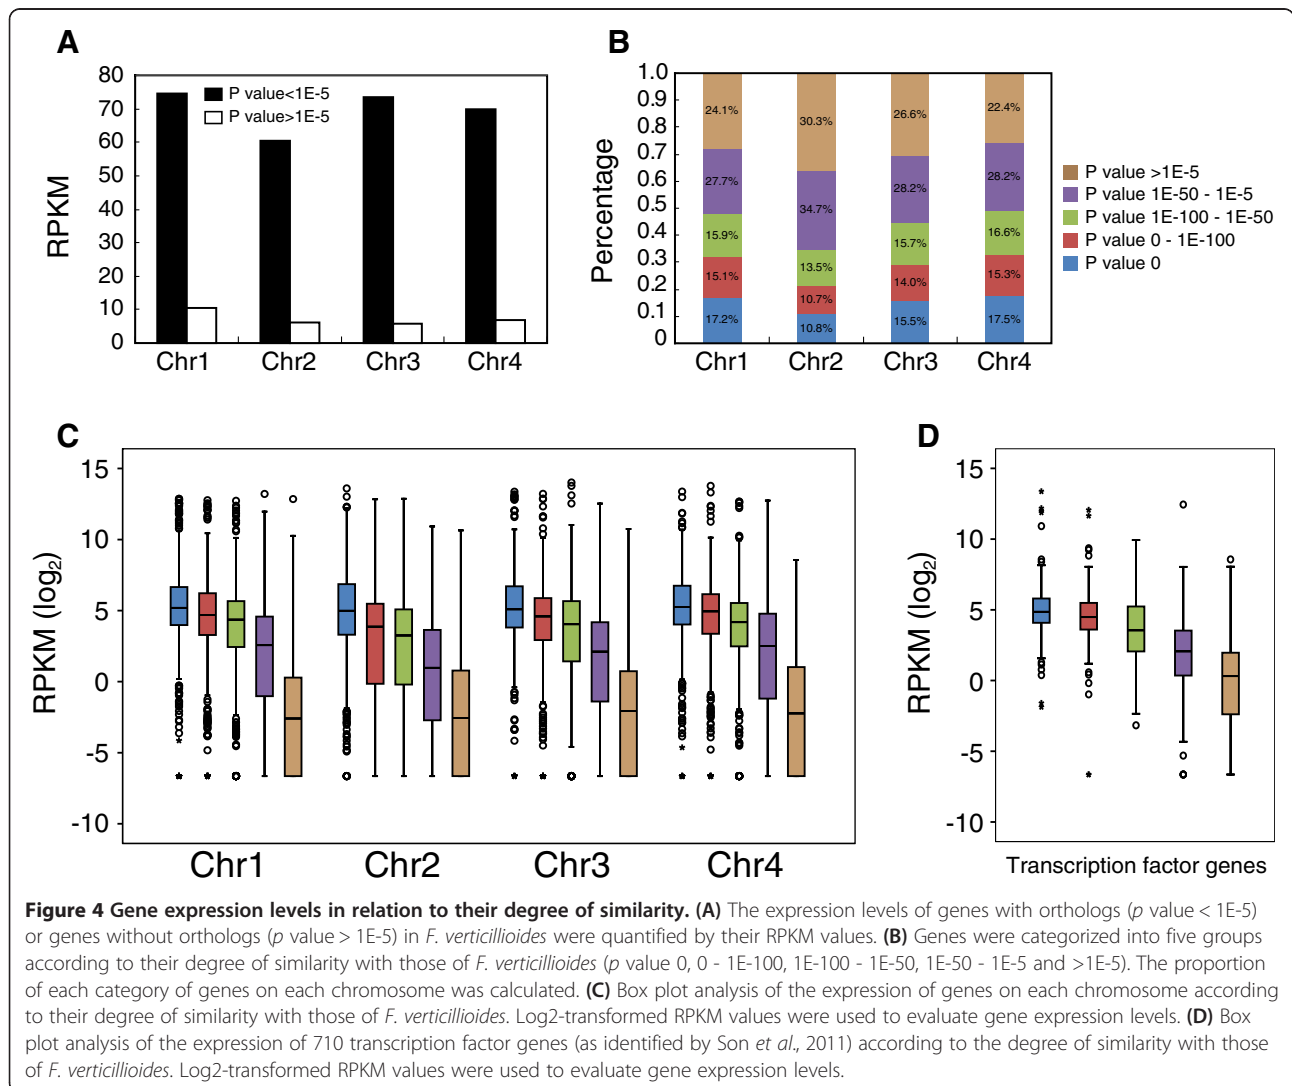 A
80
70
60
50
40
30
20
10
0
RPKM
P value<1E-5
P value>1E-5
Chr1 Chr2 Chr3 Chr4
B
1.0
0.9
0.8
0.7
0.6
0.5
0.4
0.3
0.2
0.1
0
Percentage
24.1% 30.3% 26.6% 22.4%
27.7% 34.7% 28.2% 28.2%
15.9% 13.5% 15.7% 16.6%
15.1% 10.7% 14.0% 15.3%
17.2% 10.8% 15.5% 17.5%
Chr1 Chr2 Chr3 Chr4
P value >1E-5
P value 1E-50 - 1E-5
P value 1E-100 - 1E-50
P value 0 - 1E-100
P value 0
C
15
10
5
0
-5
-10
RPKM (log2)
Chr1 Chr2 Chr3 Chr4
D
15
10
5
0
-5
-10
RPKM (log2)
Transcription factor genes
Figure 4 Gene expression levels in relation to their degree of similarity. (A) The expression levels of genes with orthologs (p value < 1E-5)
or genes without orthologs (p value > 1E-5) in F. verticillioides were quantified by their RPKM values. (B) Genes were categorized into five groups
according to their degree of similarity with those of F. verticillioides (p value 0, 0 - 1E-100, 1E-100 - 1E-50, 1E-50 - 1E-5 and >1E-5). The proportion
of each category of genes on each chromosome was calculated. (C) Box plot analysis of the expression of genes on each chromosome according
to their degree of similarity with those of F. verticillioides. Log2-transformed RPKM values were used to evaluate gene expression levels. (D) Box
plot analysis of the expression of 710 transcription factor genes (as identified by Son et al., 2011) according to the degree of similarity with those
of F. verticillioides. Log2-transformed RPKM values were used to evaluate gene expression levels.